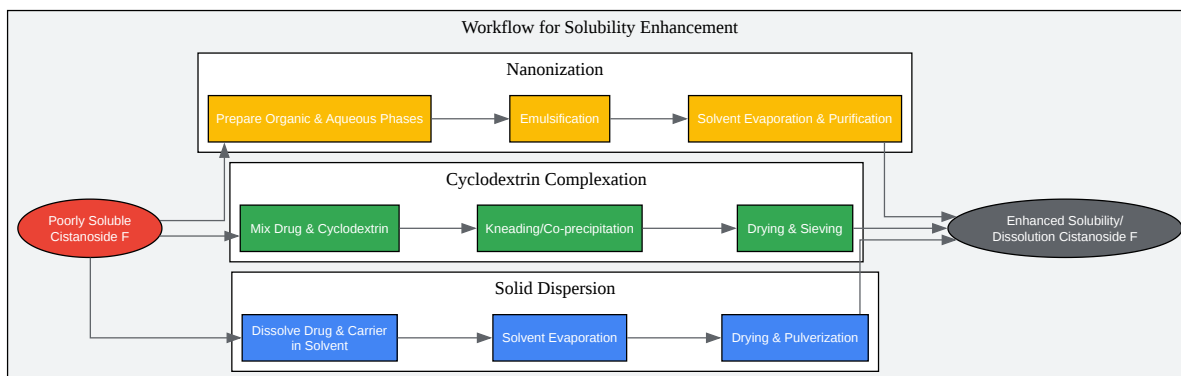 Workflow for Solubility Enhancement
Nanonization
Prepare Organic & Aqueous Phases
Emulsification
Solvent Evaporation & Purification
Cyclodextrin Complexation
Poorly Soluble
Cistanoside F
Mix Drug & Cyclodextrin
Kneading/Co-precipitation
Drying & Sieving
Enhanced Solubility/
Dissolution Cistanoside F
Solid Dispersion
Dissolve Drug & Carrier
in Solvent
Solvent Evaporation
Drying & Pulverization